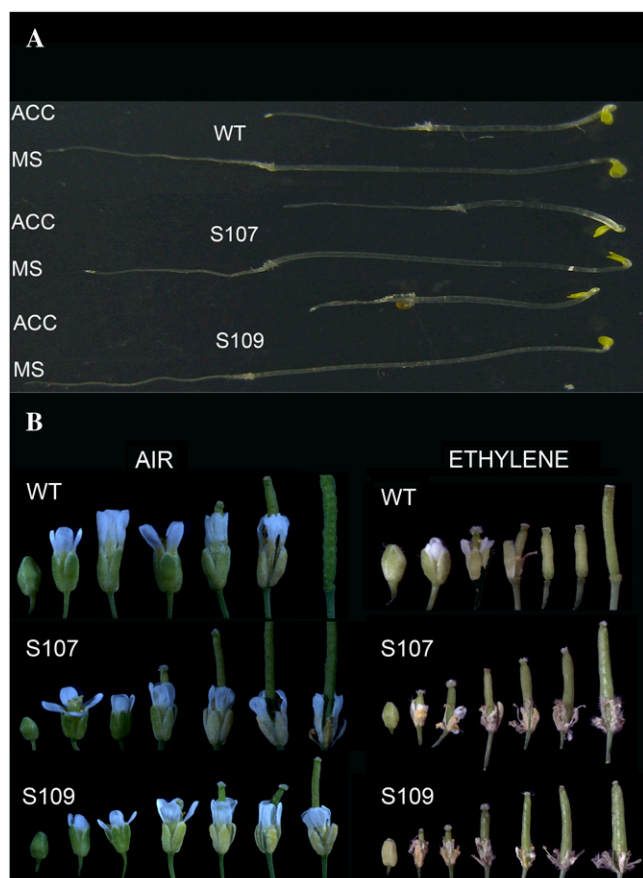 A
ACC
WT
MS
ACC
S107
MS
ACC
S109
MS
B
AIR
ETHYLENE
WT
WT
S107
S107
S109
S109